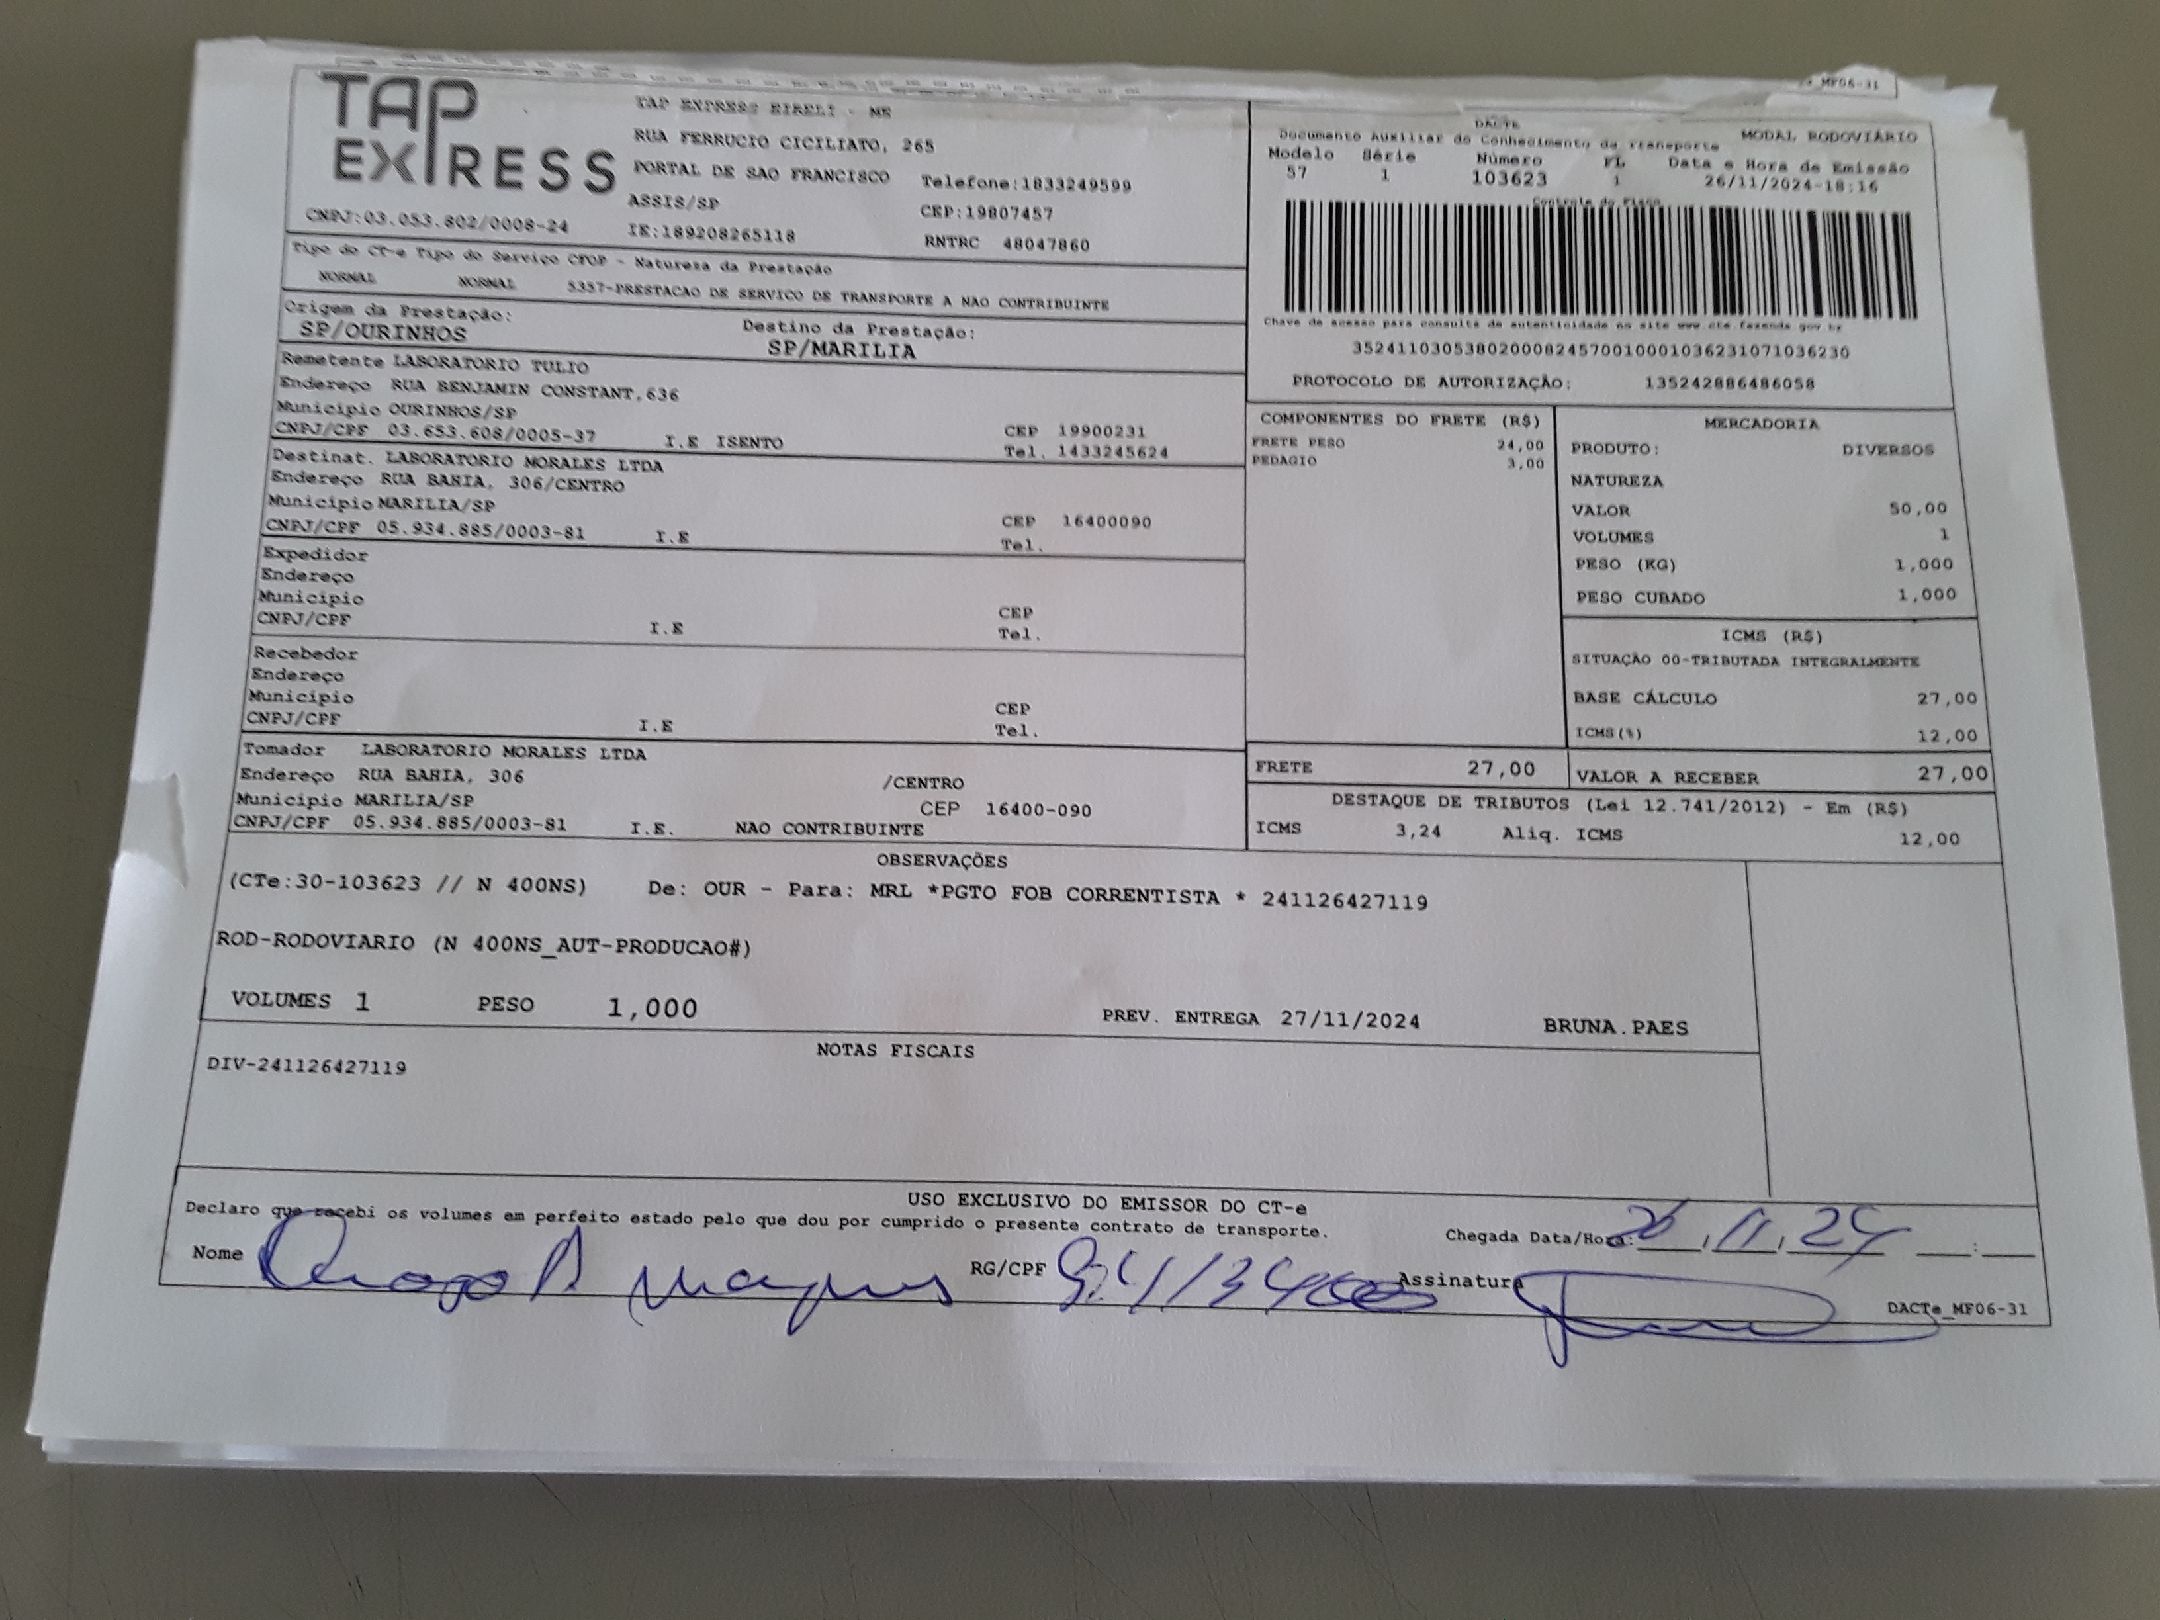 MF06-31
TAP EXPRESS
TAP EXPRESS EIRELI - ME
RUA FERRUCIO CICILIATO, 265
PORTAL DE SAO FRANCISCO Telefone:1833249599
ASSIS/SP CEP:19807457
CNPJ:03.053.802/0008-24 IE:189208265118 RNTRC 48047860
DACTE
Documento Auxiliar do Conhecimento de Transporte MODAL RODOVIÁRIO
Modelo Série Número FL Data e Hora de Emissão
57 1 103623 1 26/11/2024-18:16
Controle do Fisco
Chave de acesso para consulta de autenticidade no site www.cte.fazenda.gov.br
35241103053802000824570010001036231071036230
PROTOCOLO DE AUTORIZAÇÃO: 135242886486058
Tipo do CT-e Tipo do Serviço CFOP - Natureza da Prestação
NORMAL NORMAL 5357-PRESTACAO DE SERVICO DE TRANSPORTE A NAO CONTRIBUINTE
Origem da Prestação: Destino da Prestação:
SP/OURINHOS SP/MARILIA
Remetente LABORATORIO TULIO
Endereço RUA BENJAMIN CONSTANT,636
Município OURINHOS/SP CEP 19900231
CNPJ/CPF 03.653.608/0005-37 I.E ISENTO Tel. 1433245624
Destinat. LABORATORIO MORALES LTDA
Endereço RUA BAHIA, 306/CENTRO
Município MARILIA/SP CEP 16400090
CNPJ/CPF 05.934.885/0003-81 I.E Tel.
Expedidor
Endereço
Município CEP
CNPJ/CPF I.E Tel.
Recebedor
Endereço
Município CEP
CNPJ/CPF I.E Tel.
Tomador LABORATORIO MORALES LTDA
Endereço RUA BAHIA, 306 /CENTRO
Município MARILIA/SP CEP 16400-090
CNPJ/CPF 05.934.885/0003-81 I.E. NAO CONTRIBUINTE
COMPONENTES DO FRETE (R$)
FRETE PESO 24,00
PEDAGIO 3,00
MERCADORIA
PRODUTO: DIVERSOS
NATUREZA
VALOR 50,00
VOLUMES 1
PESO (KG) 1,000
PESO CUBADO 1,000
ICMS (R$)
SITUAÇÃO 00-TRIBUTADA INTEGRALMENTE
BASE CÁLCULO 27,00
ICMS(%) 12,00
FRETE 27,00 VALOR A RECEBER 27,00
DESTAQUE DE TRIBUTOS (Lei 12.741/2012) - Em (R$)
ICMS 3,24 Aliq. ICMS 12,00
OBSERVAÇÕES
(CTe:30-103623 // N 400NS) De: OUR - Para: MRL *PGTO FOB CORRENTISTA * 241126427119
ROD-RODOVIARIO (N 400NS_AUT-PRODUCAO#)
VOLUMES 1 PESO 1,000 PREV. ENTREGA 27/11/2024 BRUNA.PAES
NOTAS FISCAIS
DIV-241126427119
USO EXCLUSIVO DO EMISSOR DO CT-e
Declaro que recebi os volumes em perfeito estado pelo que dou por cumprido o presente contrato de transporte.
Chegada Data/Hora: 26, 11, 24 :
Nome RG/CPF Assinatura
DACTe_MF06-31